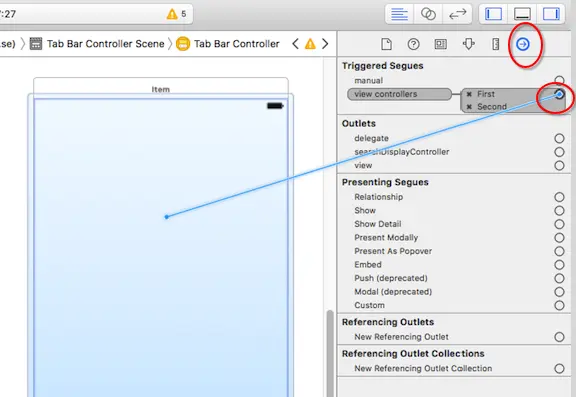 7:27
5
.se)
Tab Bar Controller Scene
Tab Bar Controller
Item
Triggered Segues
manual
view controllers
First
Second
Outlets
delegate
searchDisplayController
view
Presenting Segues
Relationship
Show
Show Detail
Present Modally
Present As Popover
Embed
Push (deprecated)
Modal (deprecated)
Custom
Referencing Outlets
New Referencing Outlet
Referencing Outlet Collections
New Referencing Outlet Collection